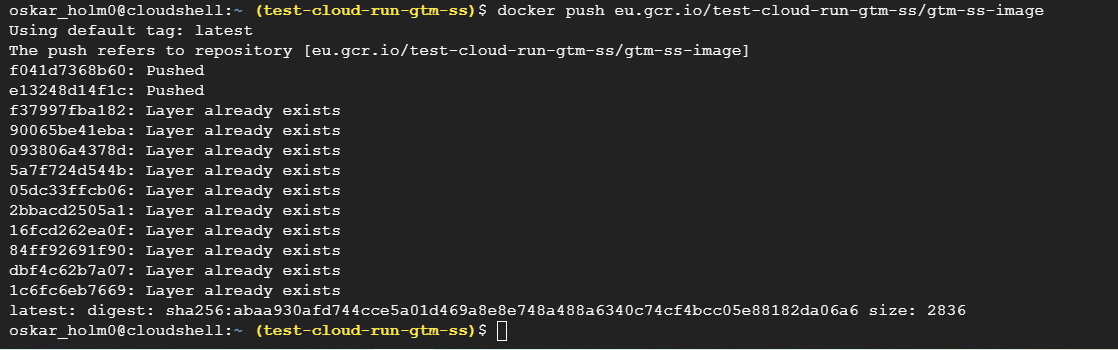 oskar_holm0@cloudshell:~ (test-cloud-run-gtm-ss)$ docker push eu.gcr.io/test-cloud-run-gtm-ss/gtm-ss-image
Using default tag: latest
The push refers to repository [eu.gcr.io/test-cloud-run-gtm-ss/gtm-ss-image]
f041d7368b60: Pushed
e13248d14f1c: Pushed
f37997fba182: Layer already exists
90065be41eba: Layer already exists
093806a4378d: Layer already exists
5a7f724d544b: Layer already exists
05dc33ffcb06: Layer already exists
2bbacd2505a1: Layer already exists
16fcd262ea0f: Layer already exists
84ff92691f90: Layer already exists
dbf4c62b7a07: Layer already exists
1c6fc6eb7669: Layer already exists
latest: digest: sha256:abaa930afd744cce5a01d469a8e8e748a488a6340c74cf4bcc05e88182da06a6 size: 2836
oskar_holm0@cloudshell:~ (test-cloud-run-gtm-ss)$